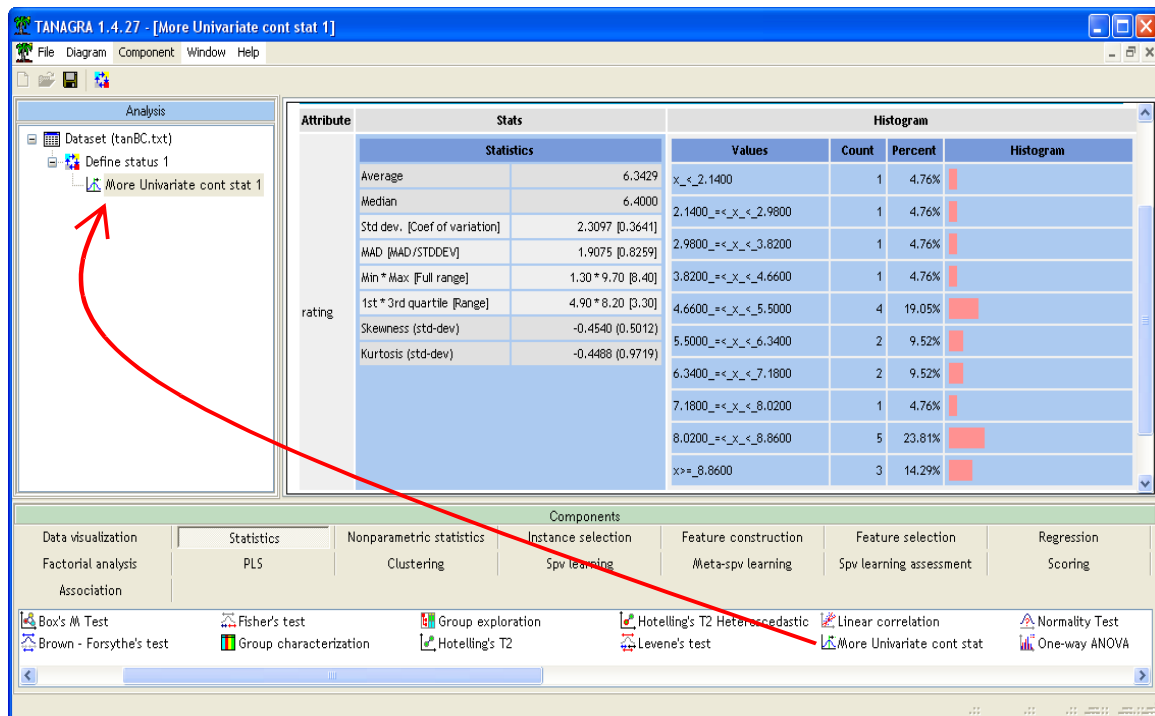 TANAGRA 1.4.27 - [More Univariate cont stat 1]
File Diagram Component Window Help
Analysis
Dataset (tanBC.txt)
Define status 1
More Univariate cont stat 1
Attribute Stats Histogram
rating
Statistics
Average 6.3429
Median 6.4000
Std dev. [Coef of variation] 2.3097 [0.3641]
MAD [MAD/STDDEV] 1.9075 [0.8259]
Min * Max [Full range] 1.30 * 9.70 [8.40]
1st * 3rd quartile [Range] 4.90 * 8.20 [3.30]
Skewness (std-dev) -0.4540 (0.5012)
Kurtosis (std-dev) -0.4488 (0.9719)
Values Count Percent Histogram
x_<_2.1400 1 4.76%
2.1400_=<_x_<_2.9800 1 4.76%
2.9800_=<_x_<_3.8200 1 4.76%
3.8200_=<_x_<_4.6600 1 4.76%
4.6600_=<_x_<_5.5000 4 19.05%
5.5000_=<_x_<_6.3400 2 9.52%
6.3400_=<_x_<_7.1800 2 9.52%
7.1800_=<_x_<_8.0200 1 4.76%
8.0200_=<_x_<_8.8600 5 23.81%
x>=_8.8600 3 14.29%
Components
Data visualization Statistics Nonparametric statistics Instance selection Feature construction Feature selection Regression
Factorial analysis PLS Clustering Spv learning Meta-spv learning Spv learning assessment Scoring
Association
Box's M Test Fisher's test Group exploration Hotelling's T2 Heteroscedastic Linear correlation Normality Test
Brown - Forsythe's test Group characterization Hotelling's T2 Levene's test More Univariate cont stat One-way ANOVA